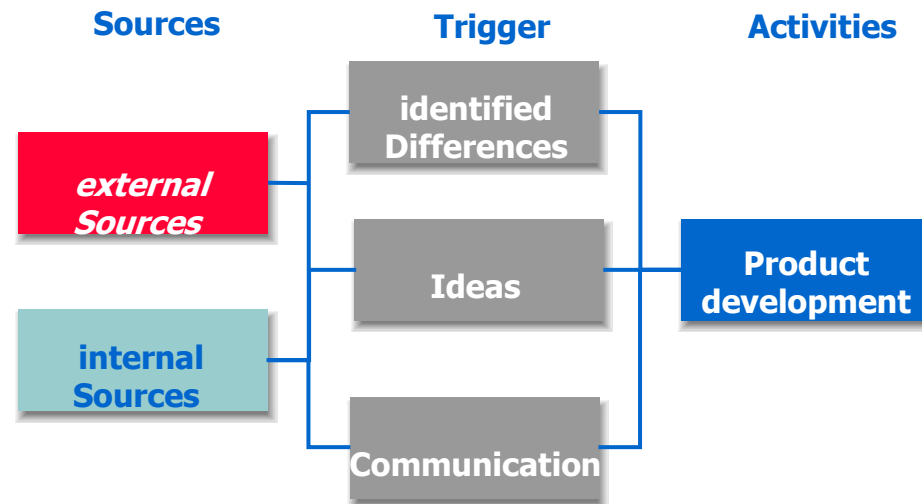 Sources
Trigger
Activities
identified
Differences
external
Sources
Ideas
Product
development
internal
Sources
Communication